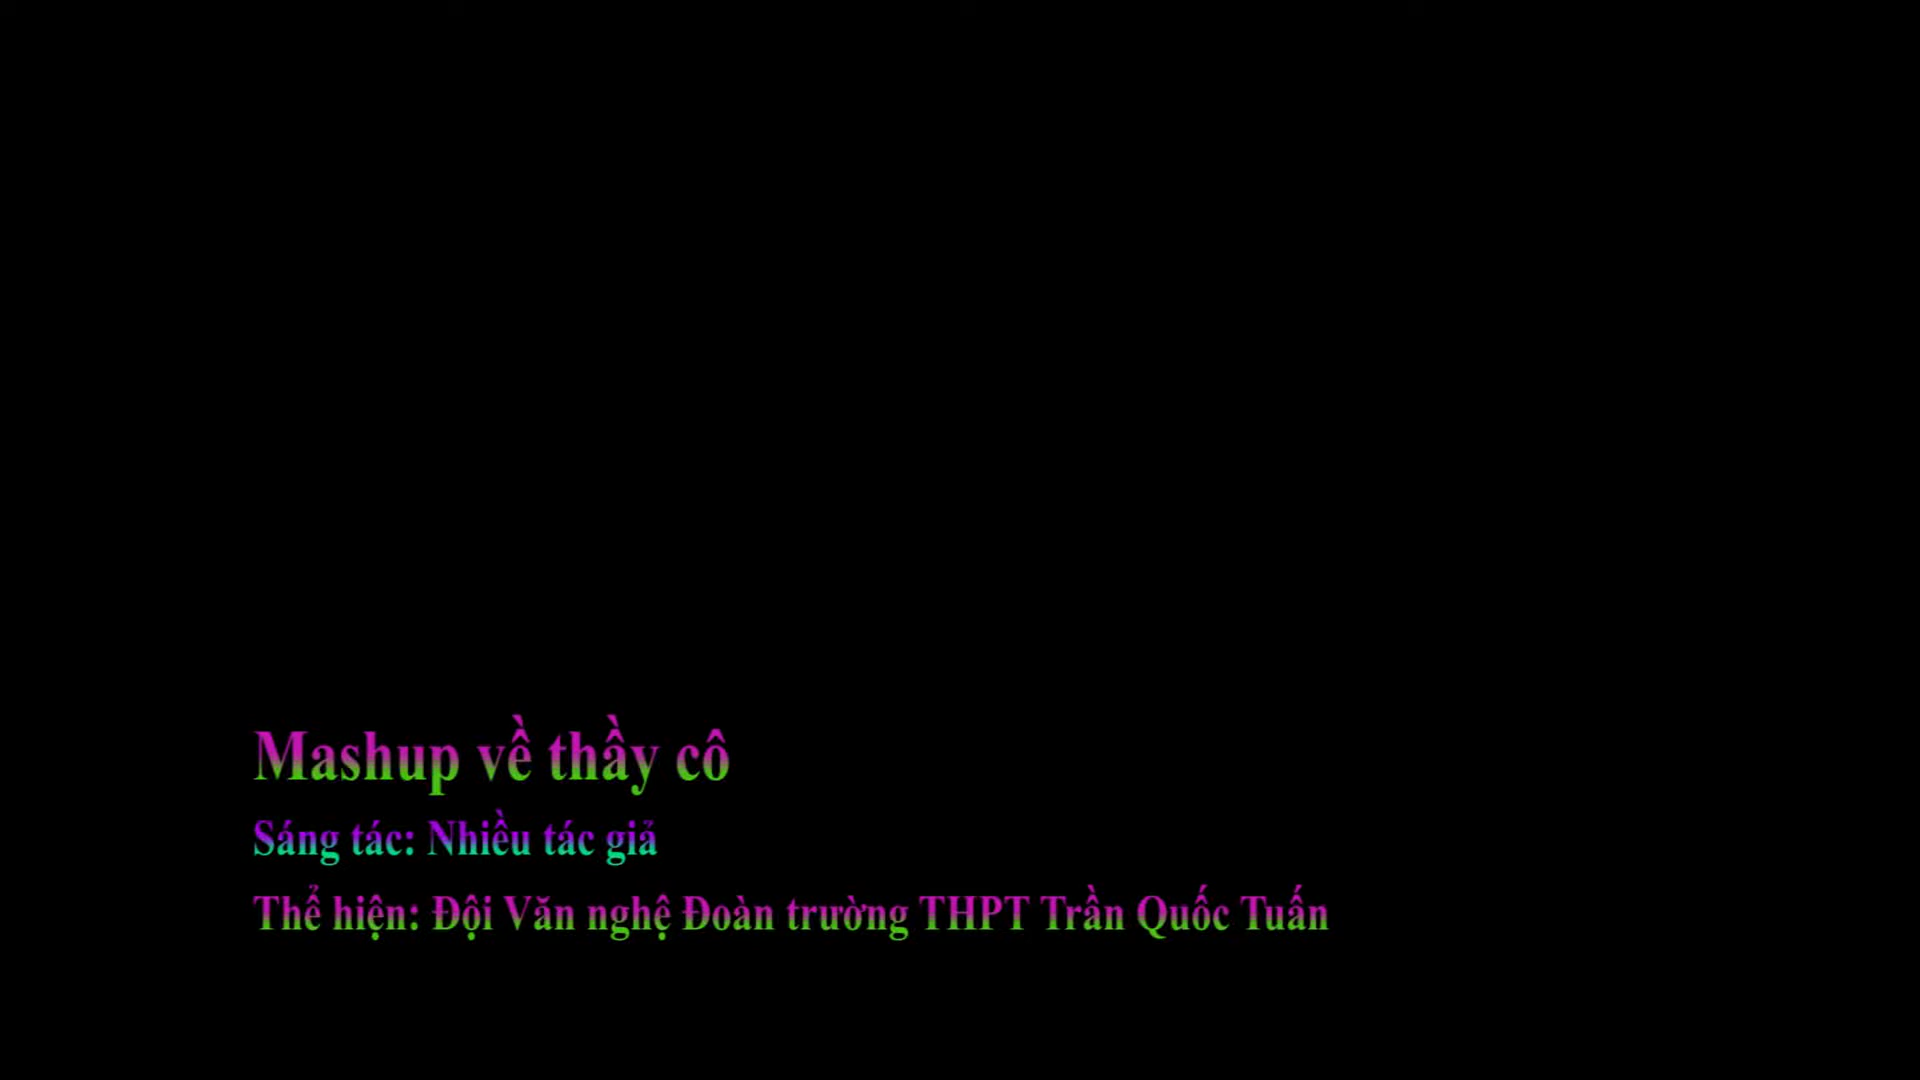 Mashup về thầy cô
Sáng tác: Nhiều tác giả
Thể hiện: Đội Văn nghệ Đoàn trường THPT Trần Quốc Tuấn